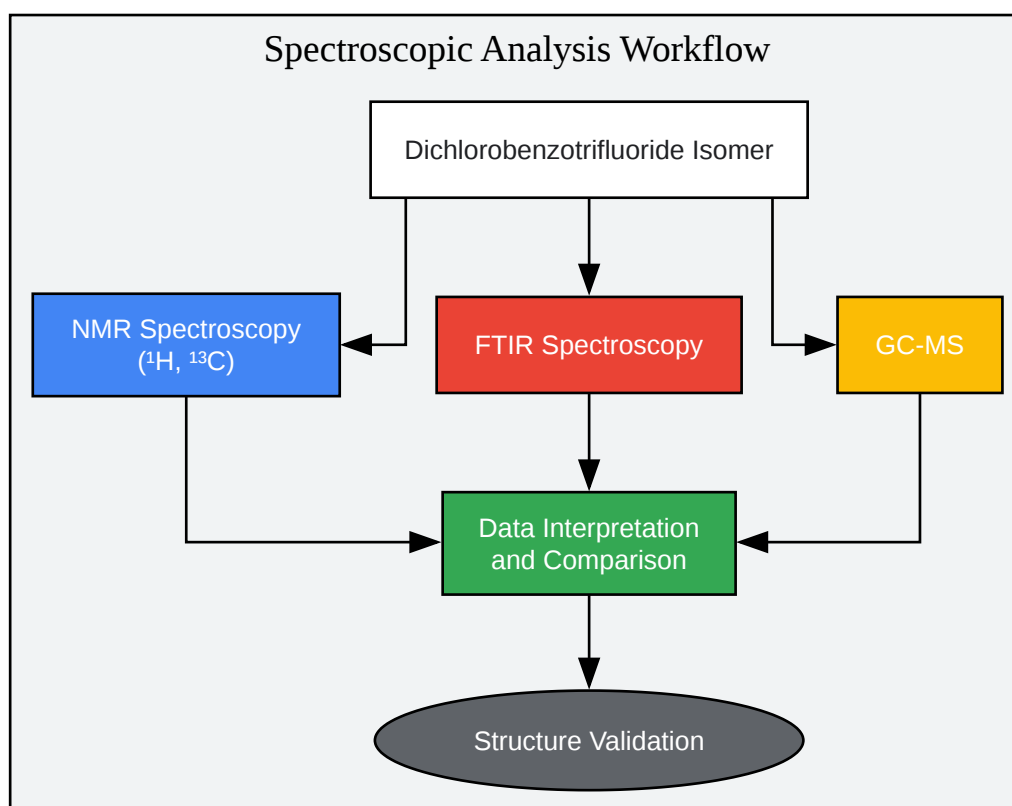 Spectroscopic Analysis Workflow
Dichlorobenzotrifluoride Isomer
NMR Spectroscopy
(¹H, ¹³C)
FTIR Spectroscopy
GC-MS
Data Interpretation
and Comparison
Structure Validation